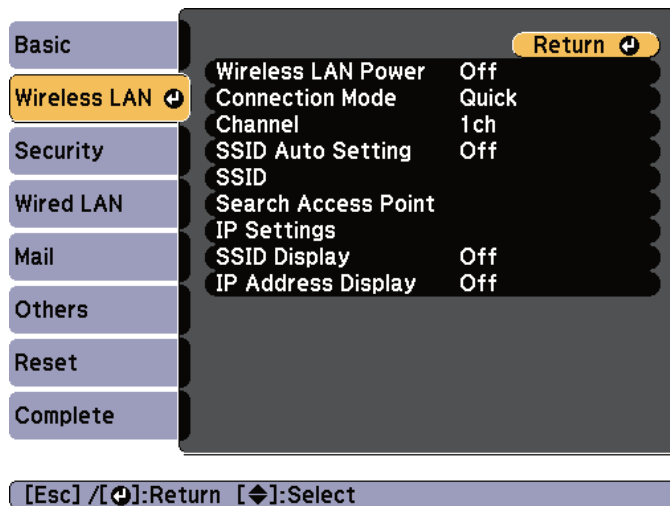 Basic
Wireless LAN
Security
Wired LAN
Mail
Others
Reset
Complete
Return
Wireless LAN Power Off
Connection Mode Quick
Channel 1ch
SSID Auto Setting Off
SSID
Search Access Point
IP Settings
SSID Display Off
IP Address Display Off
[Esc] /[⏎]:Return [◆]:Select